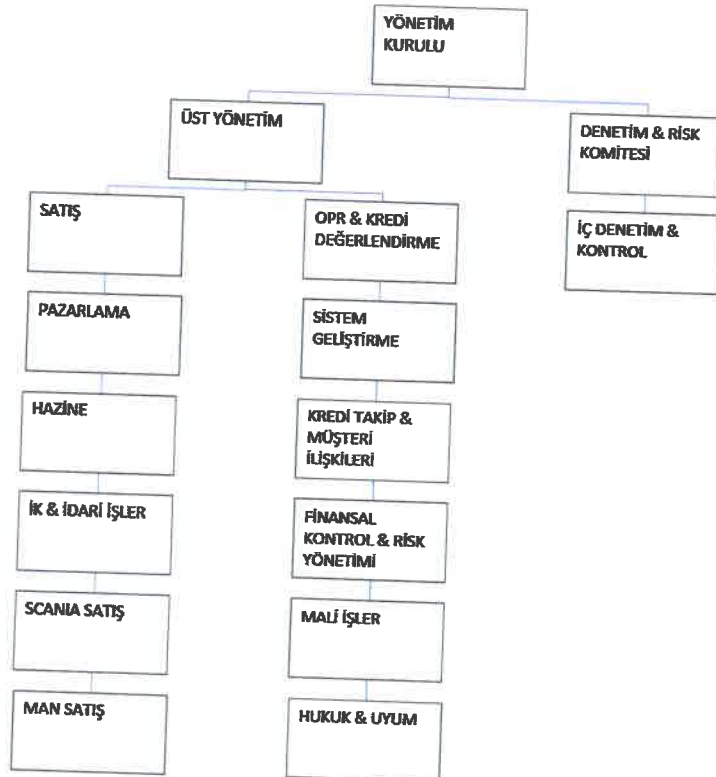 YÖNETİM
KURULU
ÜST YÖNETİM
DENETİM & RİSK
KOMİTESİ
SATIŞ
OPR & KREDİ
DEĞERLENDİRME
İÇ DENETİM &
KONTROL
PAZARLAMA
SİSTEM
GELİŞTİRME
HAZİNE
KREDİ TAKİP &
MÜŞTERİ
İLİŞKİLERİ
İK & İDARİ İŞLER
FİNANSAL
KONTROL & RİSK
YÖNETİMİ
SCANIA SATIŞ
MALİ İŞLER
MAN SATIŞ
HUKUK & UYUM